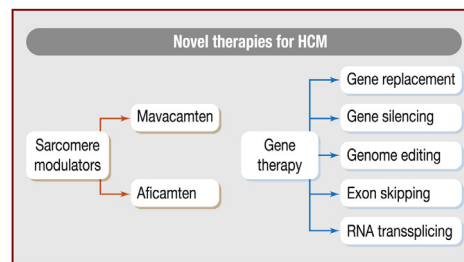 Novel therapies for HCM
Sarcomere
modulators
Mavacamten
Aficamten
Gene
therapy
Gene replacement
Gene silencing
Genome editing
Exon skipping
RNA transsplicing